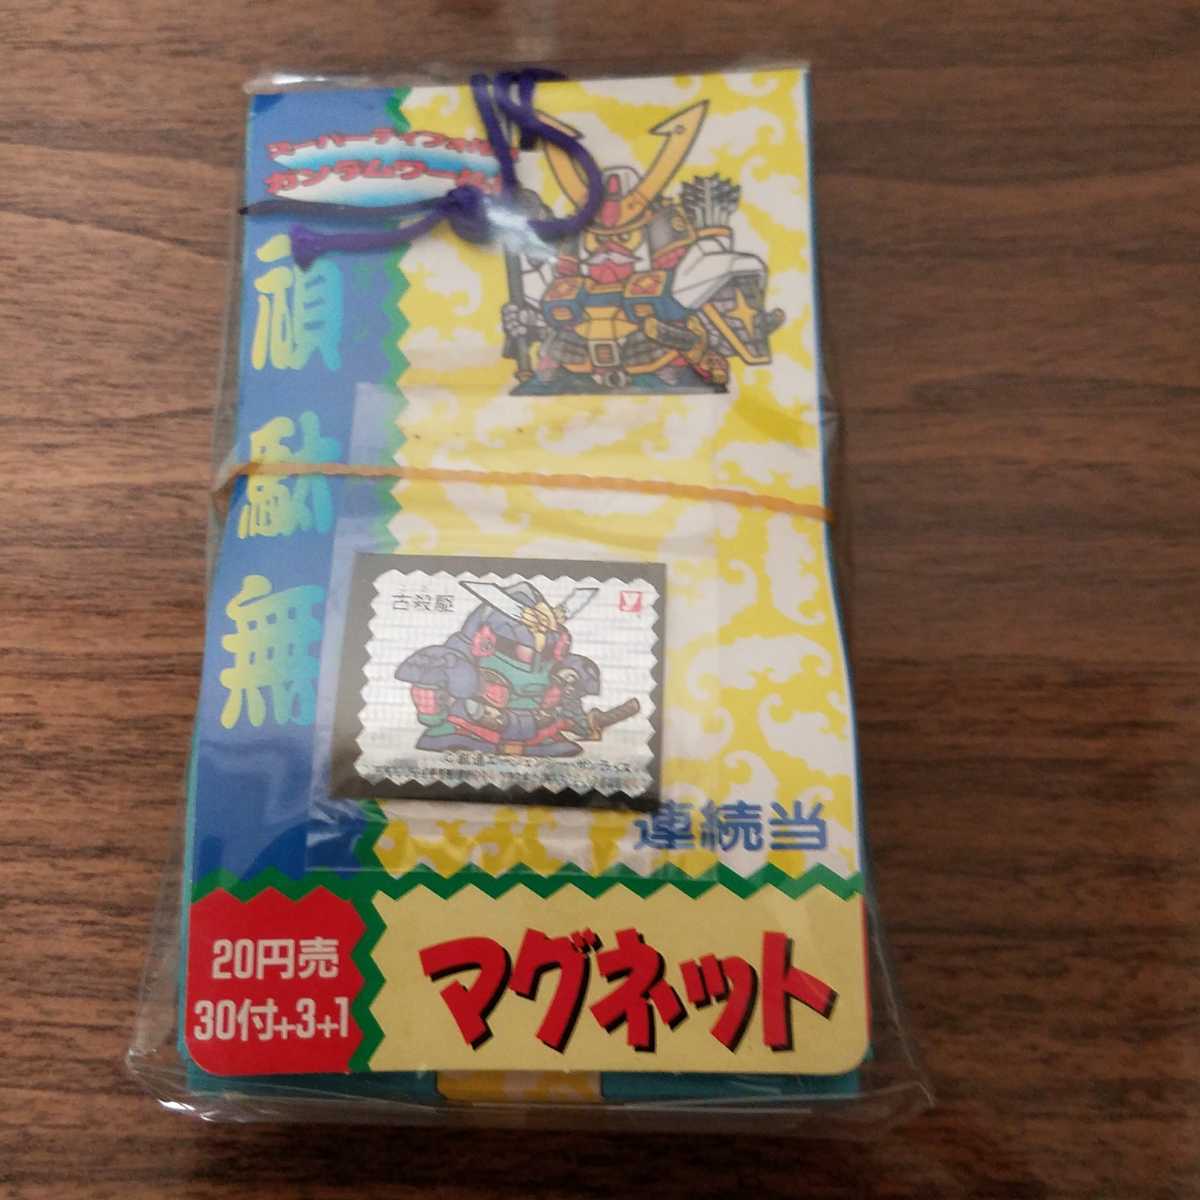 スーパーディフォルメ
ガンダムワールド
頑
駄
無
古殺駆
連続当
20円売
30付+3+1
マグネット